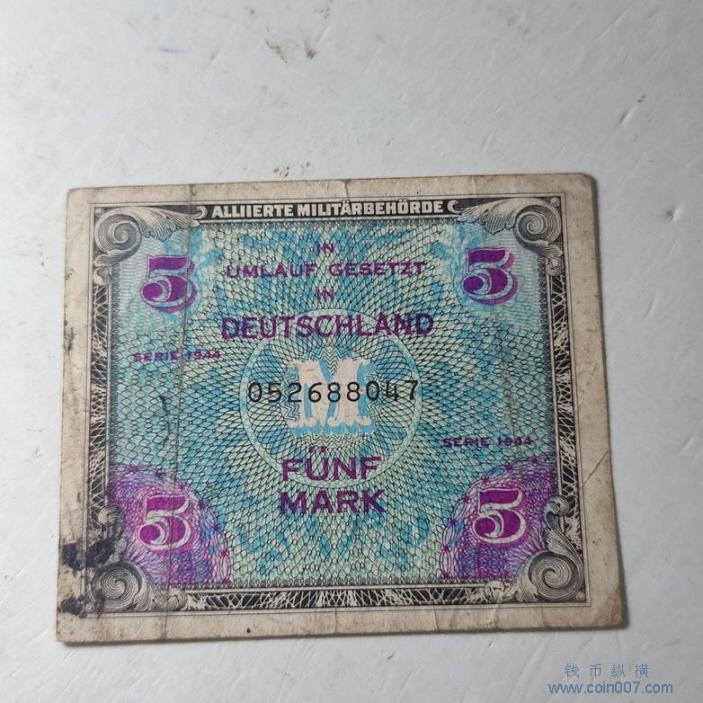 ALLIIERTE MILITÄRBEHÖRDE
IN
UMLAUF GESETZT
IN
DEUTSCHLAND
5
5
SERIE 1944
M
052688047
SERIE 1944
FÜNF
MARK
5
5
钱币纵横
www.coin007.com